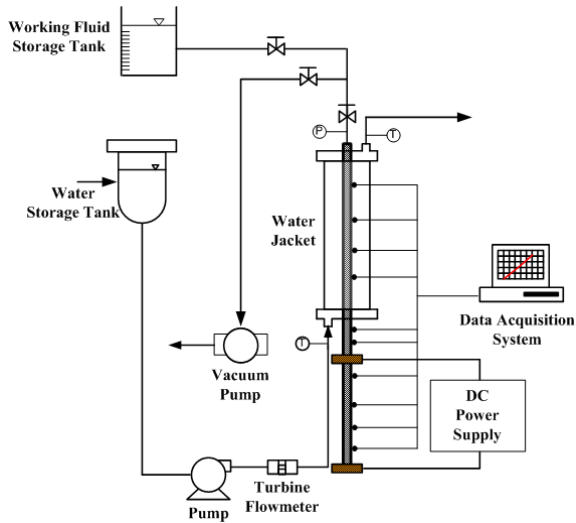 Working Fluid
Storage Tank
P
T
Water
Storage Tank
Water
Jacket
T
Data Acquisition
System
Vacuum
Pump
DC
Power
Supply
Turbine
Flowmeter
Pump